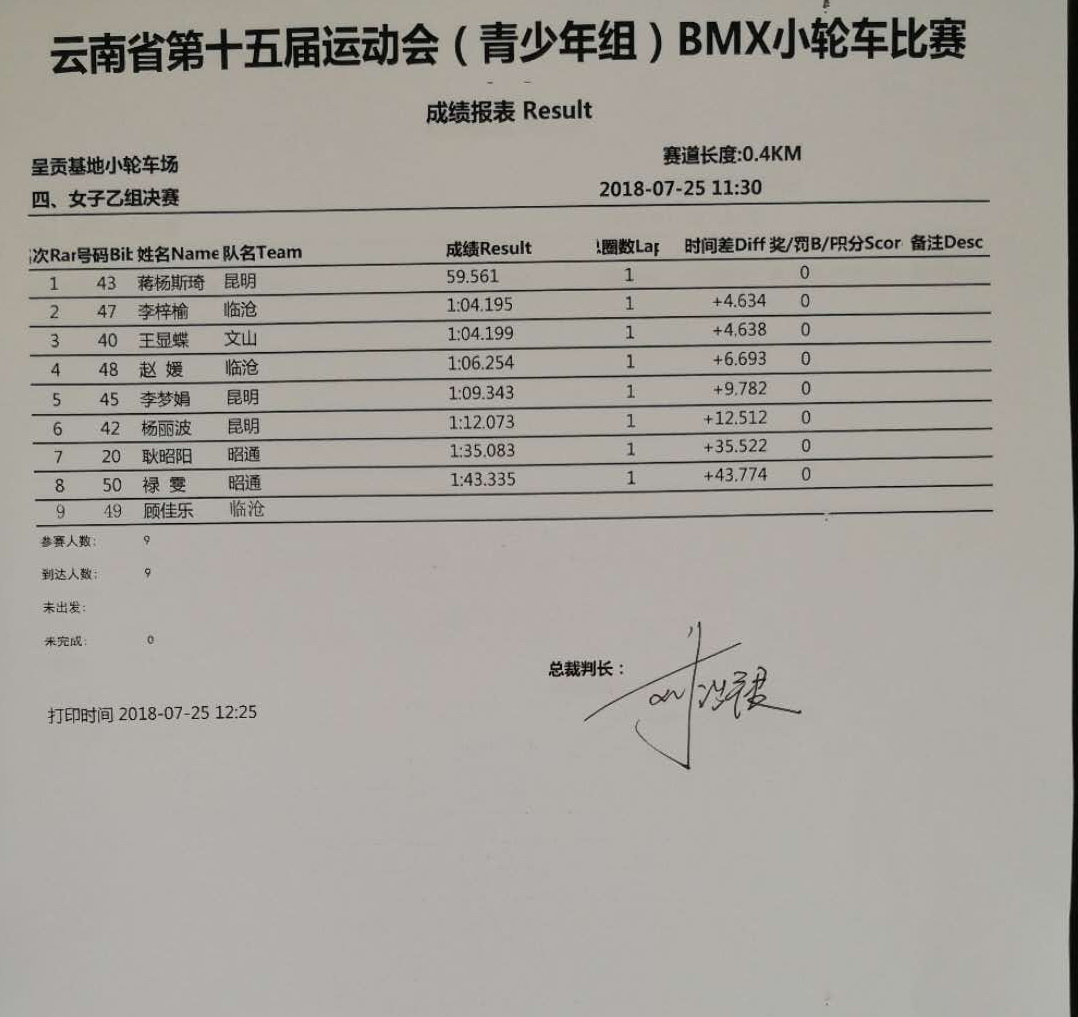 云南省第十五届运动会（青少年组）BMX小轮车比赛
成绩报表 Result
呈贡基地小轮车场 赛道长度:0.4KM
四、女子乙组决赛 2018-07-25 11:30
次Ran号码Bib 姓名Name 队名Team 成绩Result 圈数Lap 时间差Diff 奖/罚B/P积分Scor 备注Desc
1 43 蒋杨斯琦 昆明 59.561 1 0
2 47 李梓榆 临沧 1:04.195 1 +4.634 0
3 40 王显蝶 文山 1:04.199 1 +4.638 0
4 48 赵 媛 临沧 1:06.254 1 +6.693 0
5 45 李梦娟 昆明 1:09.343 1 +9.782 0
6 42 杨丽波 昆明 1:12.073 1 +12.512 0
7 20 耿昭阳 昭通 1:35.083 1 +35.522 0
8 50 禄 雯 昭通 1:43.335 1 +43.774 0
9 49 顾佳乐 临沧
参赛人数： 9
到达人数： 9
未出发：
未完成： 0
总裁判长：
打印时间 2018-07-25 12:25